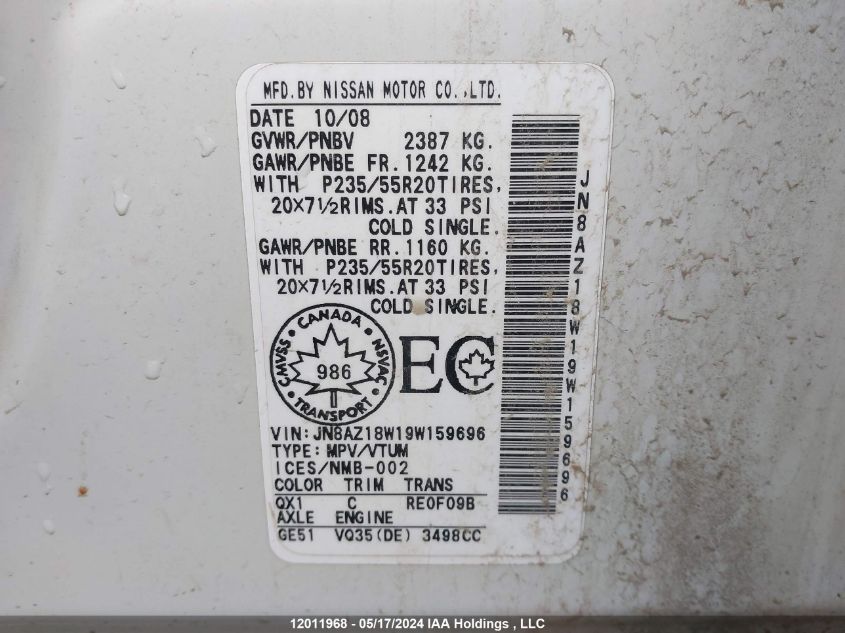 MFD.BY NISSAN MOTOR CO.,LTD.
DATE 10/08
GVWR/PNBV 2387 KG.
GAWR/PNBE FR.1242 KG.
WITH P235/55R20TIRES,
20×7½RIMS.AT 33 PSI
COLD SINGLE.
GAWR/PNBE RR.1160 KG.
WITH P235/55R20TIRES,
20×7½RIMS.AT 33 PSI
COLD SINGLE.
CANADA
CMVSS
NSVAC
986
TRANSPORT
EC
VIN:JN8AZ18W19W159696
TYPE:MPV/VTUM
ICES/NMB-002
COLOR TRIM TRANS
QX1 C RE0F09B
AXLE ENGINE
GE51 VQ35(DE) 3498CC
JN8AZ18W19W159696
12011968 - 05/17/2024 IAA Holdings , LLC